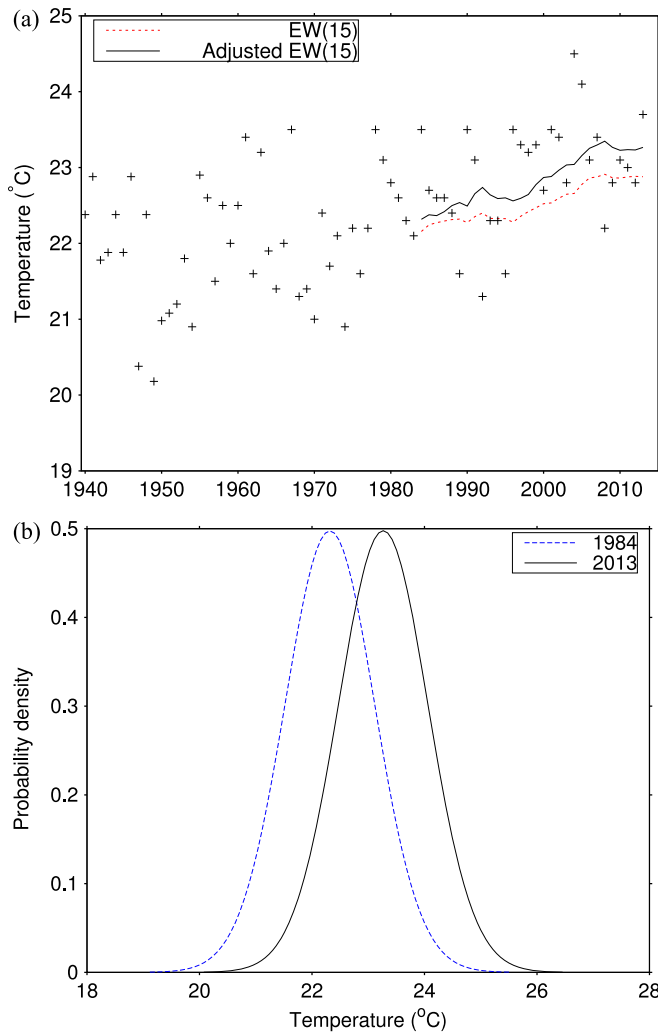 (a)
25
24
23
22
21
20
19
Temperature (°C)
EW(15)
Adjusted EW(15)
1940 1950 1960 1970 1980 1990 2000 2010
(b)
0.5
0.4
0.3
0.2
0.1
0
Probability density
1984
2013
18 20 22 24 26 28
Temperature (°C)